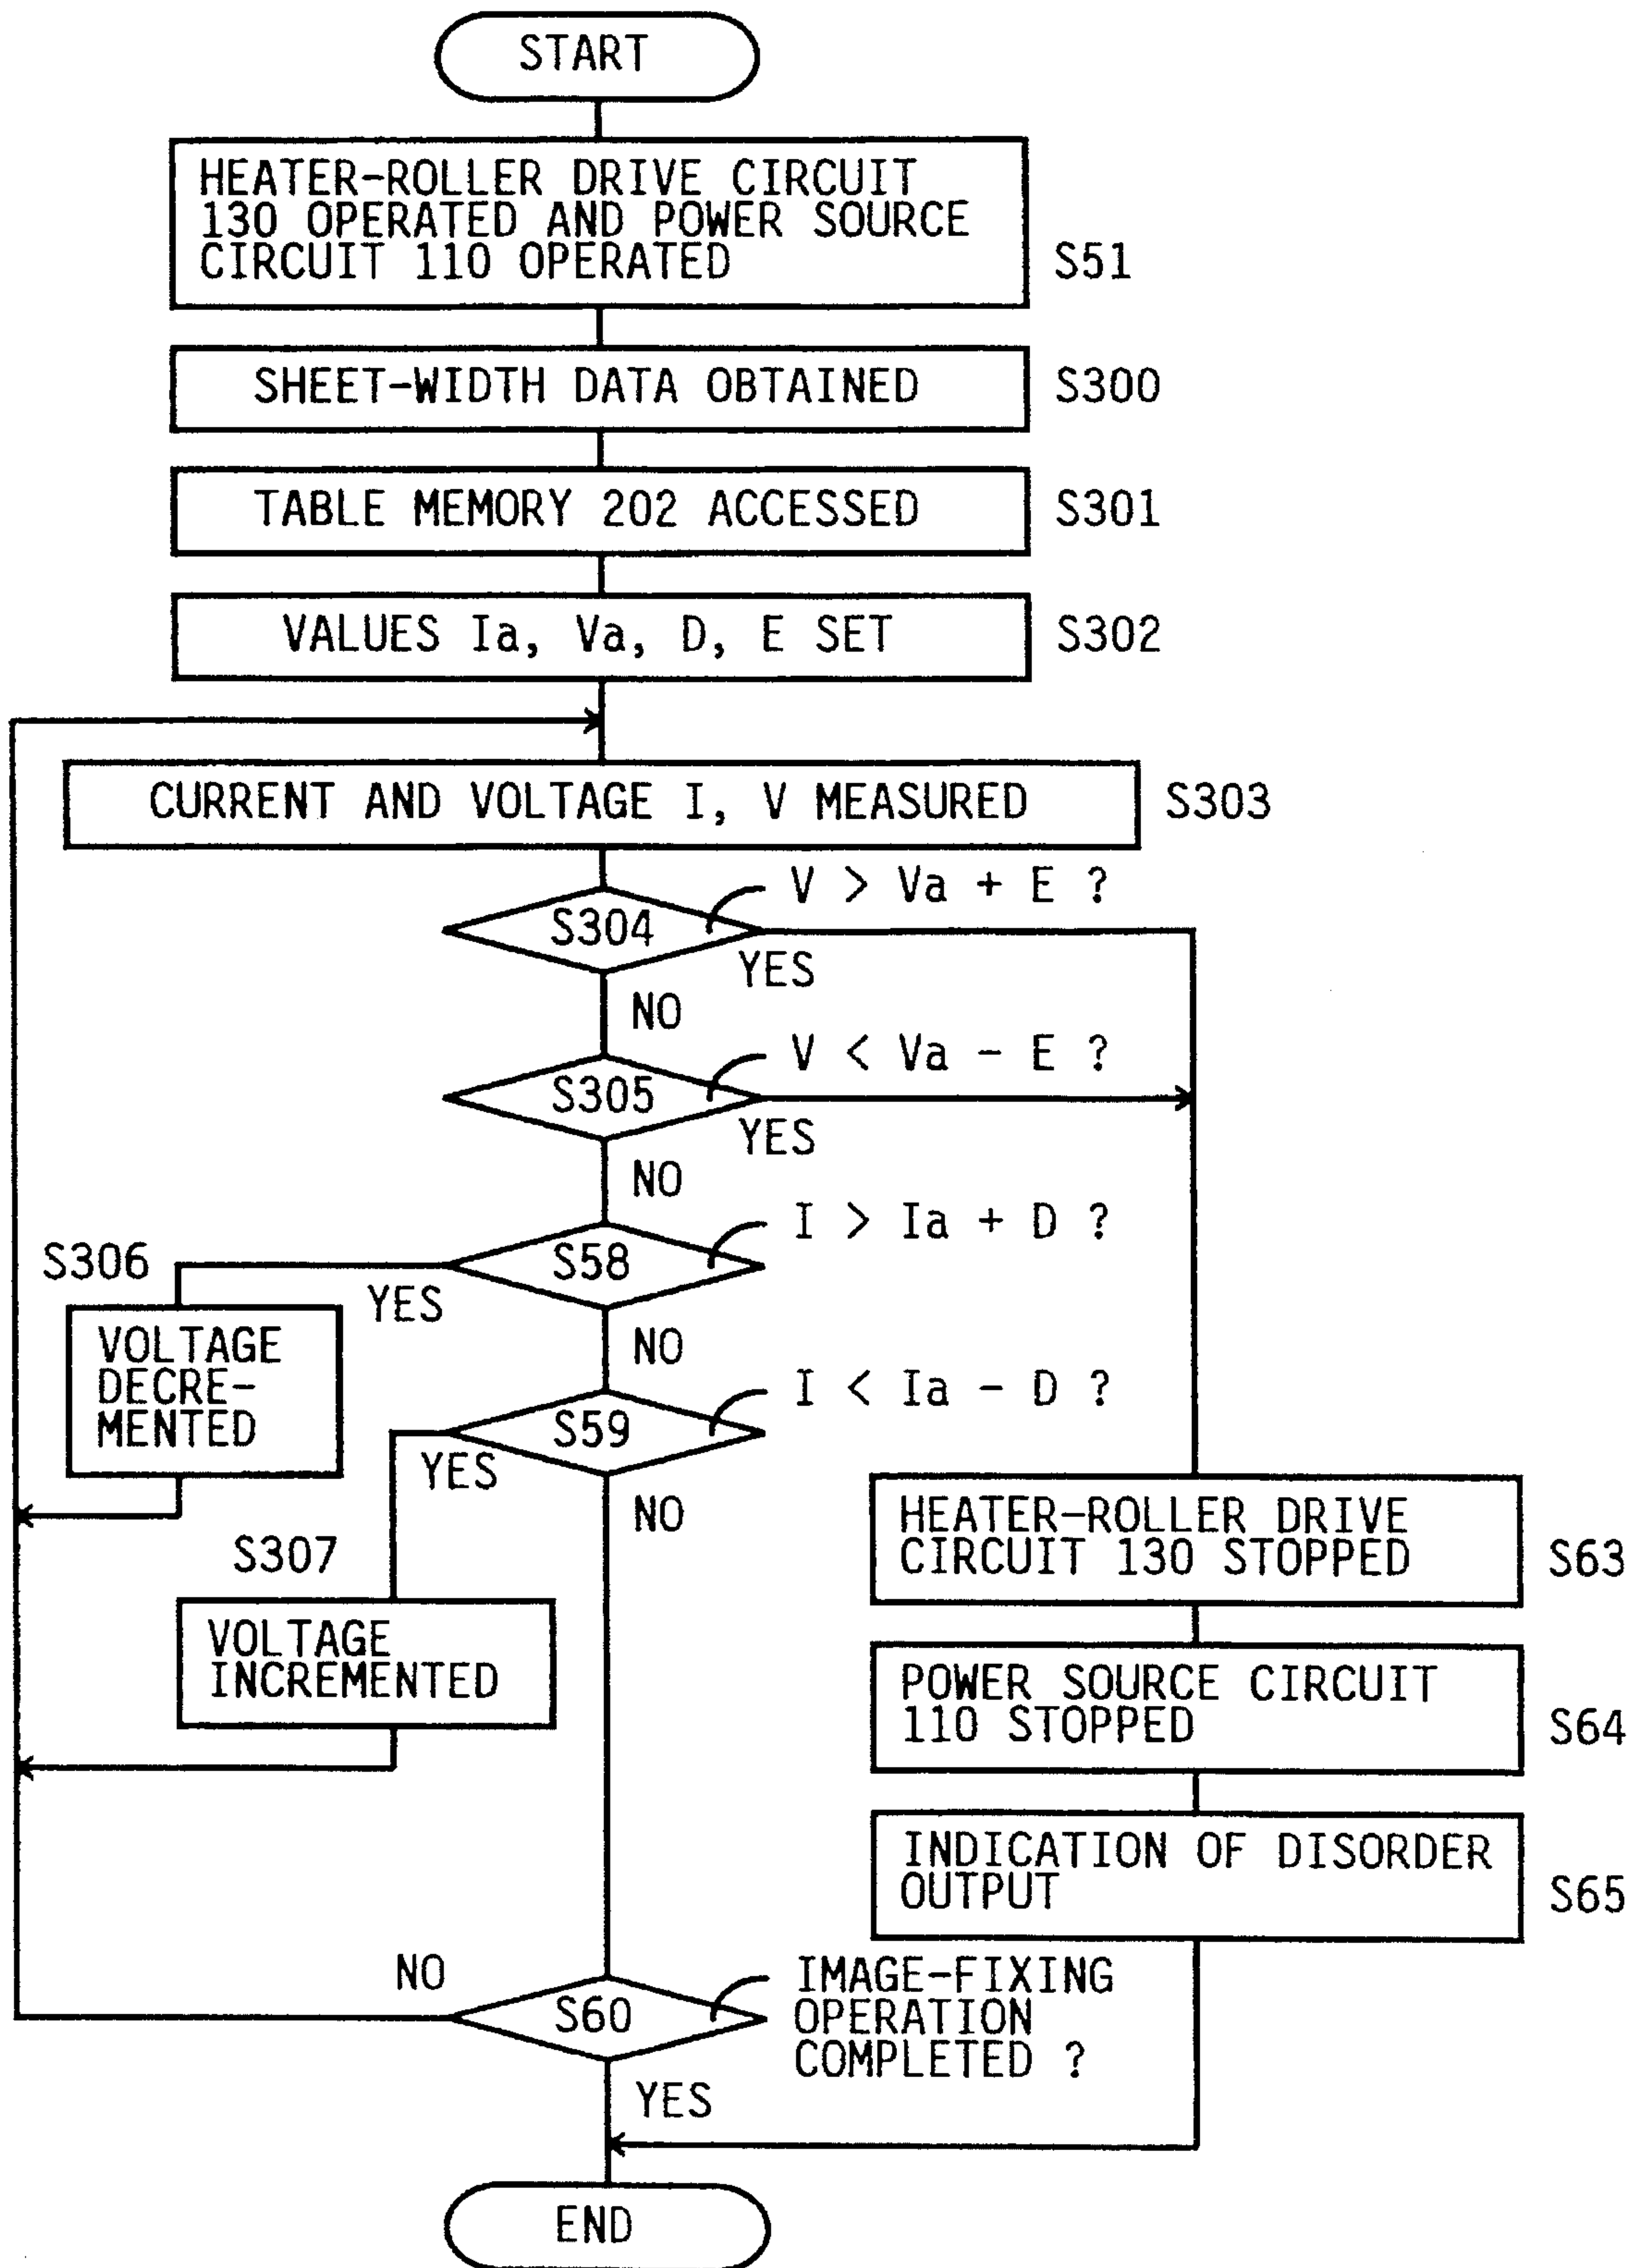 START
HEATER-ROLLER DRIVE CIRCUIT
130 OPERATED AND POWER SOURCE
CIRCUIT 110 OPERATED
S51
SHEET-WIDTH DATA OBTAINED
S300
TABLE MEMORY 202 ACCESSED
S301
VALUES Ia, Va, D, E SET
S302
CURRENT AND VOLTAGE I, V MEASURED
S303
V > Va + E ?
S304
YES
NO
V < Va - E ?
S305
YES
NO
I > Ia + D ?
S58
YES
NO
S306
VOLTAGE
DECRE-
MENTED
I < Ia - D ?
S59
YES
NO
S307
VOLTAGE
INCREMENTED
HEATER-ROLLER DRIVE
CIRCUIT 130 STOPPED
S63
POWER SOURCE CIRCUIT
110 STOPPED
S64
INDICATION OF DISORDER
OUTPUT
S65
NO
S60
IMAGE-FIXING
OPERATION
COMPLETED ?
YES
END